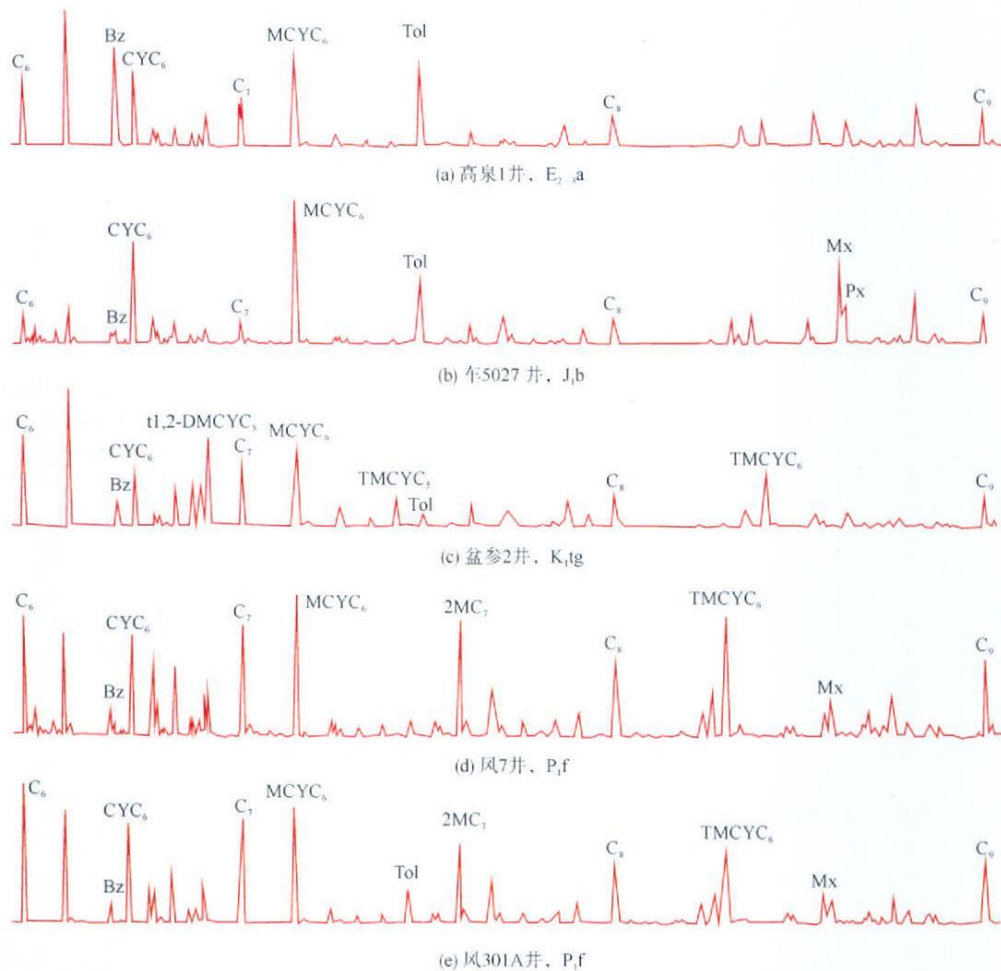 C₆
Bz
CYC₆
C₇
MCYC₆
Tol
C₈
C₉
(a) 高泉1井，E₂₋₃a
C₆
Bz
CYC₆
C₇
MCYC₆
Tol
C₈
Mx
Px
C₉
(b) 车5027 井，J₁b
C₆
Bz
CYC₆
t1,2-DMCYC₅
C₇
MCYC₆
TMCYC₅
Tol
C₈
TMCYC₆
C₉
(c) 盆参2井，K₁tg
C₆
Bz
CYC₆
C₇
MCYC₆
2MC₇
C₈
TMCYC₆
Mx
C₉
(d) 风7井，P₁f
C₆
Bz
CYC₆
C₇
MCYC₆
Tol
2MC₇
C₈
TMCYC₆
Mx
C₉
(e) 风301A井，P₁f